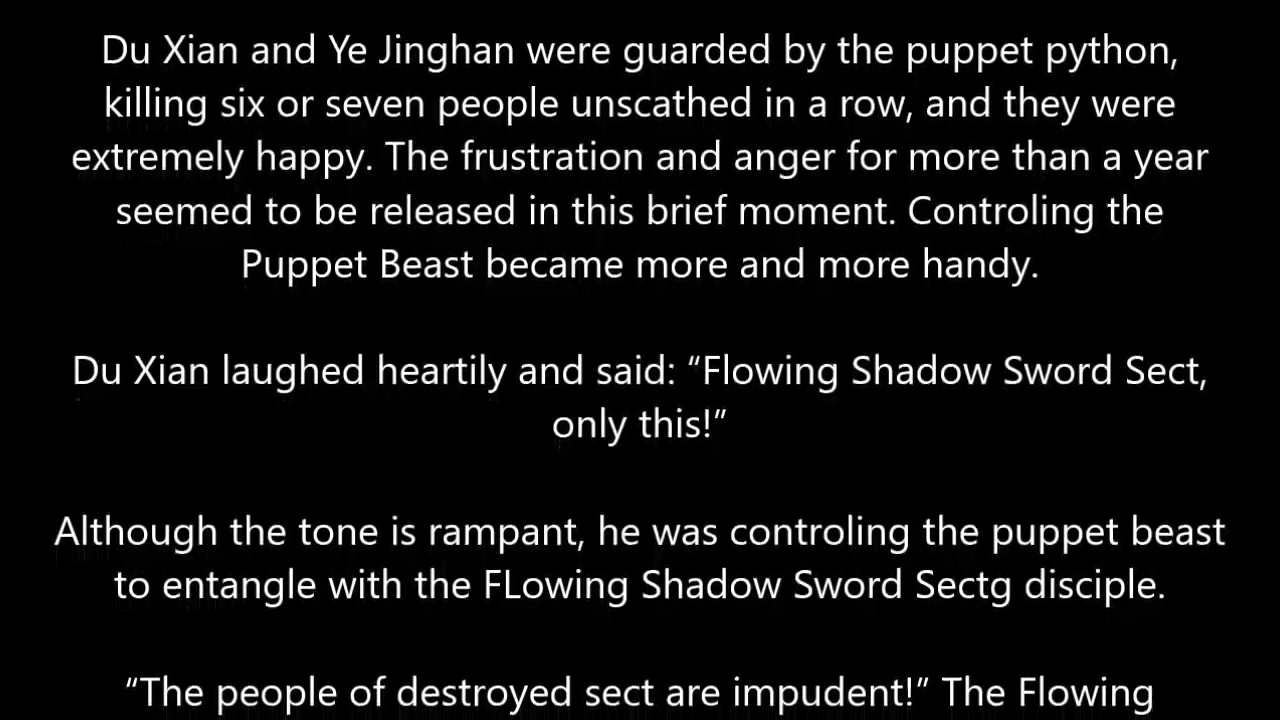 Du Xian and Ye Jinghan were guarded by the puppet python,
killing six or seven people unscathed in a row, and they were
extremely happy. The frustration and anger for more than a year
seemed to be released in this brief moment. Controling the
Puppet Beast became more and more handy.
Du Xian laughed heartily and said: “Flowing Shadow Sword Sect,
only this!”
Although the tone is rampant, he was controling the puppet beast
to entangle with the FLowing Shadow Sword Sectg disciple.
“The people of destroyed sect are impudent!” The Flowing